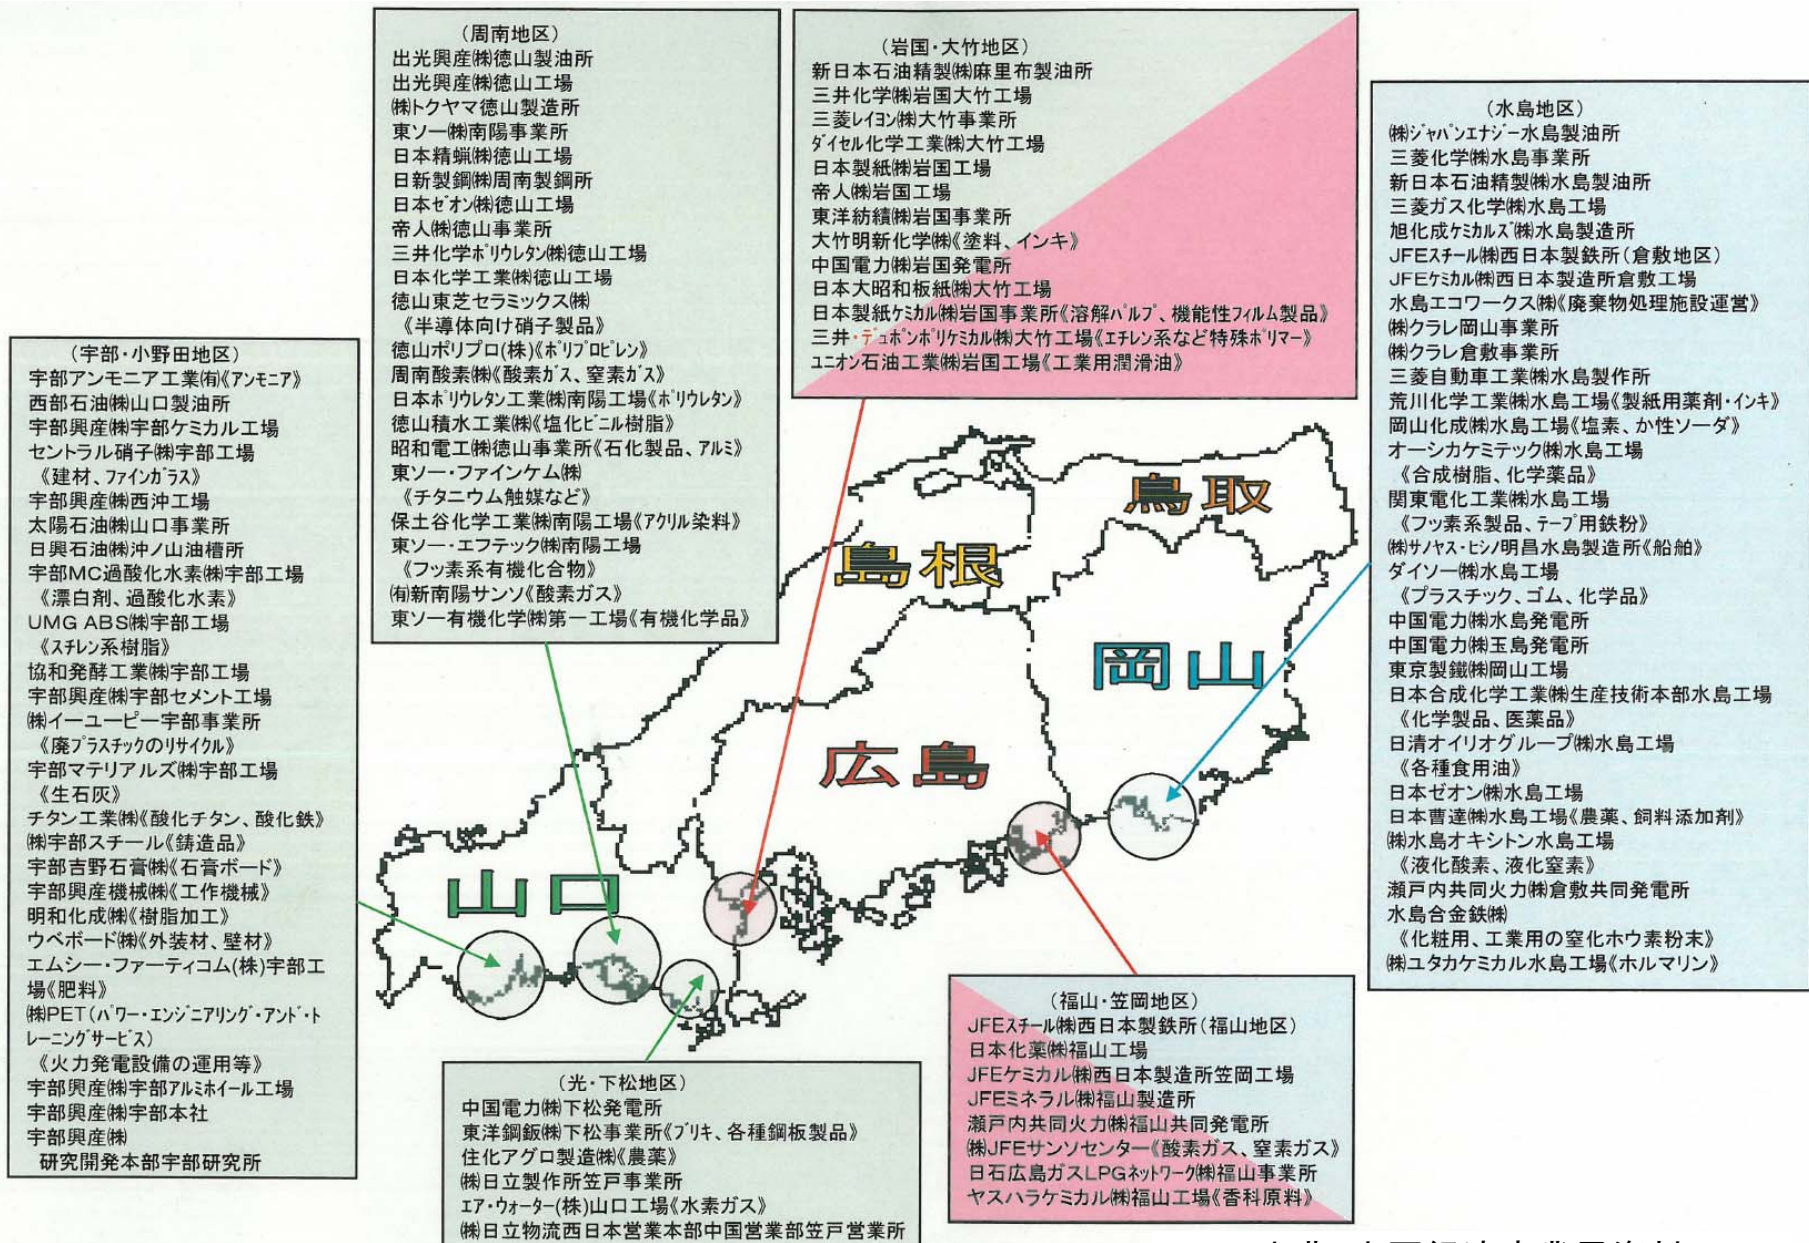 (周南地区)
出光興産㈱徳山製油所
出光興産㈱徳山工場
㈱トクヤマ徳山製造所
東ソー㈱南陽事業所
日本精蝋㈱徳山工場
日新製鋼㈱周南製鋼所
日本ゼオン㈱徳山工場
帝人㈱徳山事業所
三井化学ポリウレタン㈱徳山工場
日本化学工業㈱徳山工場
徳山東芝セラミックス㈱
《半導体向け硝子製品》
徳山ポリプロ(株)《ポリプロピレン》
周南酸素㈱《酸素ガス、窒素ガス》
日本ポリウレタン工業㈱南陽工場《ポリウレタン》
徳山積水工業㈱《塩化ビニル樹脂》
昭和電工㈱徳山事業所《石化製品、アルミ》
東ソー・ファインケム㈱
《チタニウム触媒など》
保土谷化学工業㈱南陽工場《アクリル染料》
東ソー・エフテック㈱南陽工場
《フッ素系有機化合物》
㈲新南陽サンソ《酸素ガス》
東ソー有機化学㈱第一工場《有機化学品》
(岩国・大竹地区)
新日本石油精製㈱麻里布製油所
三井化学㈱岩国大竹工場
三菱レイヨン㈱大竹事業所
ダイセル化学工業㈱大竹工場
日本製紙㈱岩国工場
帝人㈱岩国工場
東洋紡績㈱岩国事業所
大竹明新化学㈱《塗料、インキ》
中国電力㈱岩国発電所
日本大昭和板紙㈱大竹工場
日本製紙ケミカル㈱岩国事業所《溶解パルプ、機能性フィルム製品》
三井・デュポンポリケミカル㈱大竹工場《エチレン系など特殊ポリマー》
ユニオン石油工業㈱岩国工場《工業用潤滑油》
(水島地区)
㈱ジャパンエナジー水島製油所
三菱化学㈱水島事業所
新日本石油精製㈱水島製油所
三菱ガス化学㈱水島工場
旭化成ケミカルズ㈱水島製造所
JFEスチール㈱西日本製鉄所(倉敷地区)
JFEケミカル㈱西日本製造所倉敷工場
水島エコワークス㈱《廃棄物処理施設運営》
㈱クラレ岡山事業所
㈱クラレ倉敷事業所
三菱自動車工業㈱水島製作所
荒川化学工業㈱水島工場《製紙用薬剤・インキ》
岡山化成㈱水島工場《塩素、か性ソーダ》
オーシカケミテック㈱水島工場
《合成樹脂、化学薬品》
関東電化工業㈱水島工場
《フッ素系製品、テープ用鉄粉》
㈱サノヤス・ヒシノ明昌水島製造所《船舶》
ダイソー㈱水島工場
《プラスチック、ゴム、化学品》
中国電力㈱水島発電所
中国電力㈱玉島発電所
東京製鐵㈱岡山工場
日本合成化学工業㈱生産技術本部水島工場
《化学製品、医薬品》
日清オイリオグループ㈱水島工場
《各種食用油》
日本ゼオン㈱水島工場
日本曹達㈱水島工場《農薬、飼料添加剤》
㈱水島オキシトン水島工場
《液化酸素、液化窒素》
瀬戸内共同火力㈱倉敷共同発電所
水島合金鉄㈱
《化粧用、工業用の窒化ホウ素粉末》
㈱ユタカケミカル水島工場《ホルマリン》
(宇部・小野田地区)
宇部アンモニア工業㈲《アンモニア》
西部石油㈱山口製油所
宇部興産㈱宇部ケミカル工場
セントラル硝子㈱宇部工場
《建材、ファインガラス》
宇部興産㈱西沖工場
太陽石油㈱山口事業所
日興石油㈱沖ノ山油槽所
宇部MC過酸化水素㈱宇部工場
《漂白剤、過酸化水素》
UMG ABS㈱宇部工場
《スチレン系樹脂》
協和発酵工業㈱宇部工場
宇部興産㈱宇部セメント工場
㈱イーユーピー宇部事業所
《廃プラスチックのリサイクル》
宇部マテリアルズ㈱宇部工場
《生石灰》
チタン工業㈱《酸化チタン、酸化鉄》
㈱宇部スチール《鋳造品》
宇部吉野石膏㈱《石膏ボード》
宇部興産機械㈱《工作機械》
明和化成㈱《樹脂加工》
ウベボード㈱《外装材、壁材》
エムシー・ファーティコム(株)宇部工
場《肥料》
㈱PET(パワー・エンジニアリング・アンド・ト
レーニングサービス)
《火力発電設備の運用等》
宇部興産㈱宇部アルミホイール工場
宇部興産㈱宇部本社
宇部興産㈱
研究開発本部宇部研究所
鳥取
島根
岡山
広島
山口
(光・下松地区)
中国電力㈱下松発電所
東洋鋼鈑㈱下松事業所《ブリキ、各種鋼板製品》
住化アグロ製造㈱《農薬》
㈱日立製作所笠戸事業所
エア・ウォーター(株)山口工場《水素ガス》
㈱日立物流西日本営業本部中国営業部笠戸営業所
(福山・笠岡地区)
JFEスチール㈱西日本製鉄所(福山地区)
日本化薬㈱福山工場
JFEケミカル㈱西日本製造所笠岡工場
JFEミネラル㈱福山製造所
瀬戸内共同火力㈱福山共同発電所
㈱JFEサンソセンター《酸素ガス、窒素ガス》
日石広島ガスLPGネットワーク㈱福山事業所
ヤスハラケミカル㈱福山工場《香料原料》